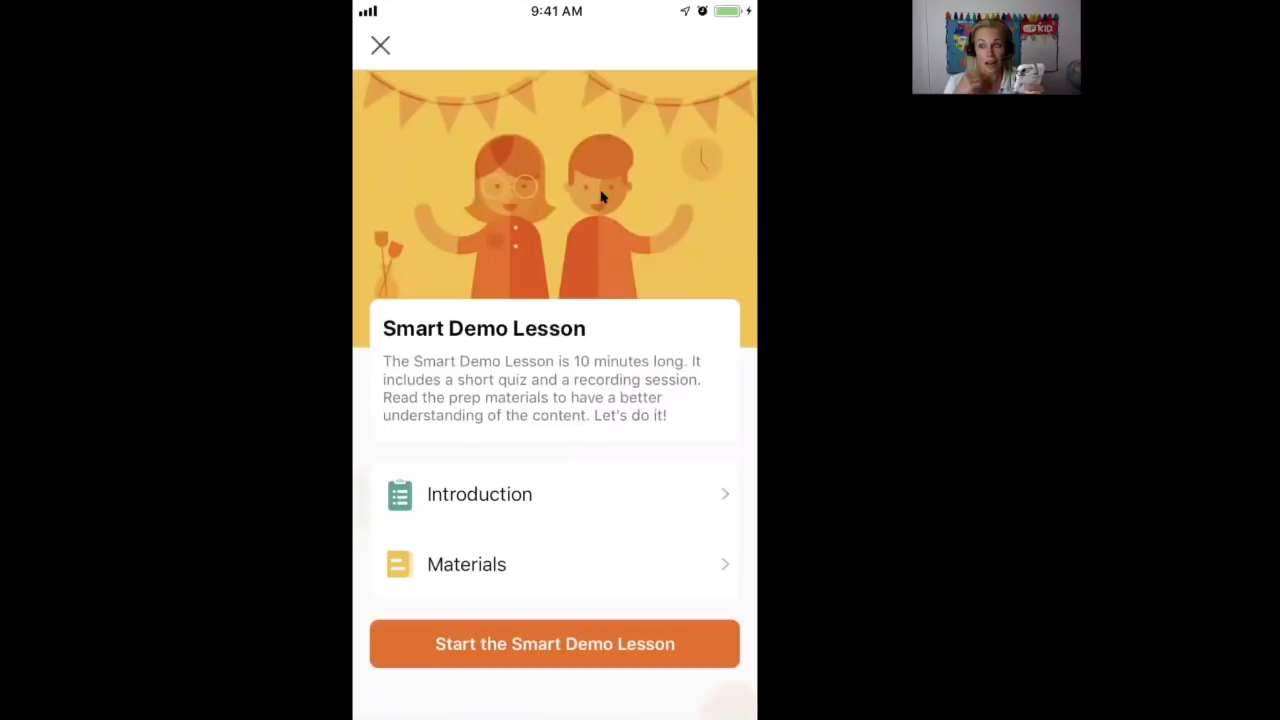 9:41 AM
VIPKID
Smart Demo Lesson
The Smart Demo Lesson is 10 minutes long. It
includes a short quiz and a recording session.
Read the prep materials to have a better
understanding of the content. Let's do it!
Introduction
Materials
Start the Smart Demo Lesson